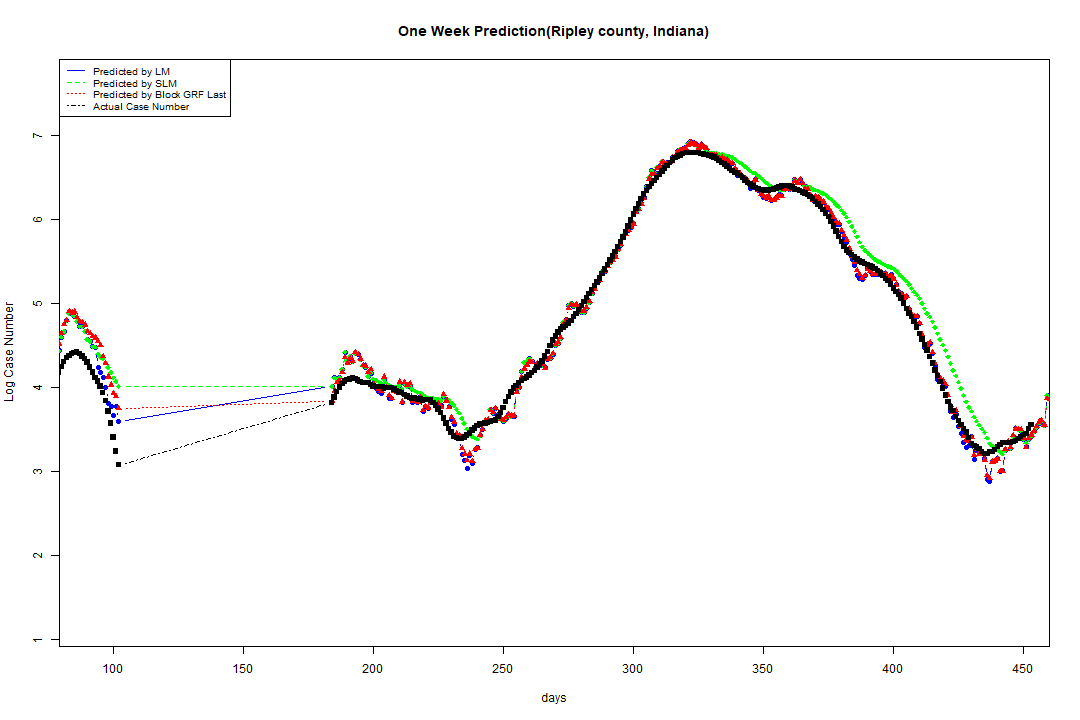 One Week Prediction(Ripley county, Indiana)
Predicted by LM
Predicted by SLM
Predicted by Block GRF Last
Actual Case Number
Log Case Number
7
6
5
4
3
2
1
100 150 200 250 300 350 400 450
days